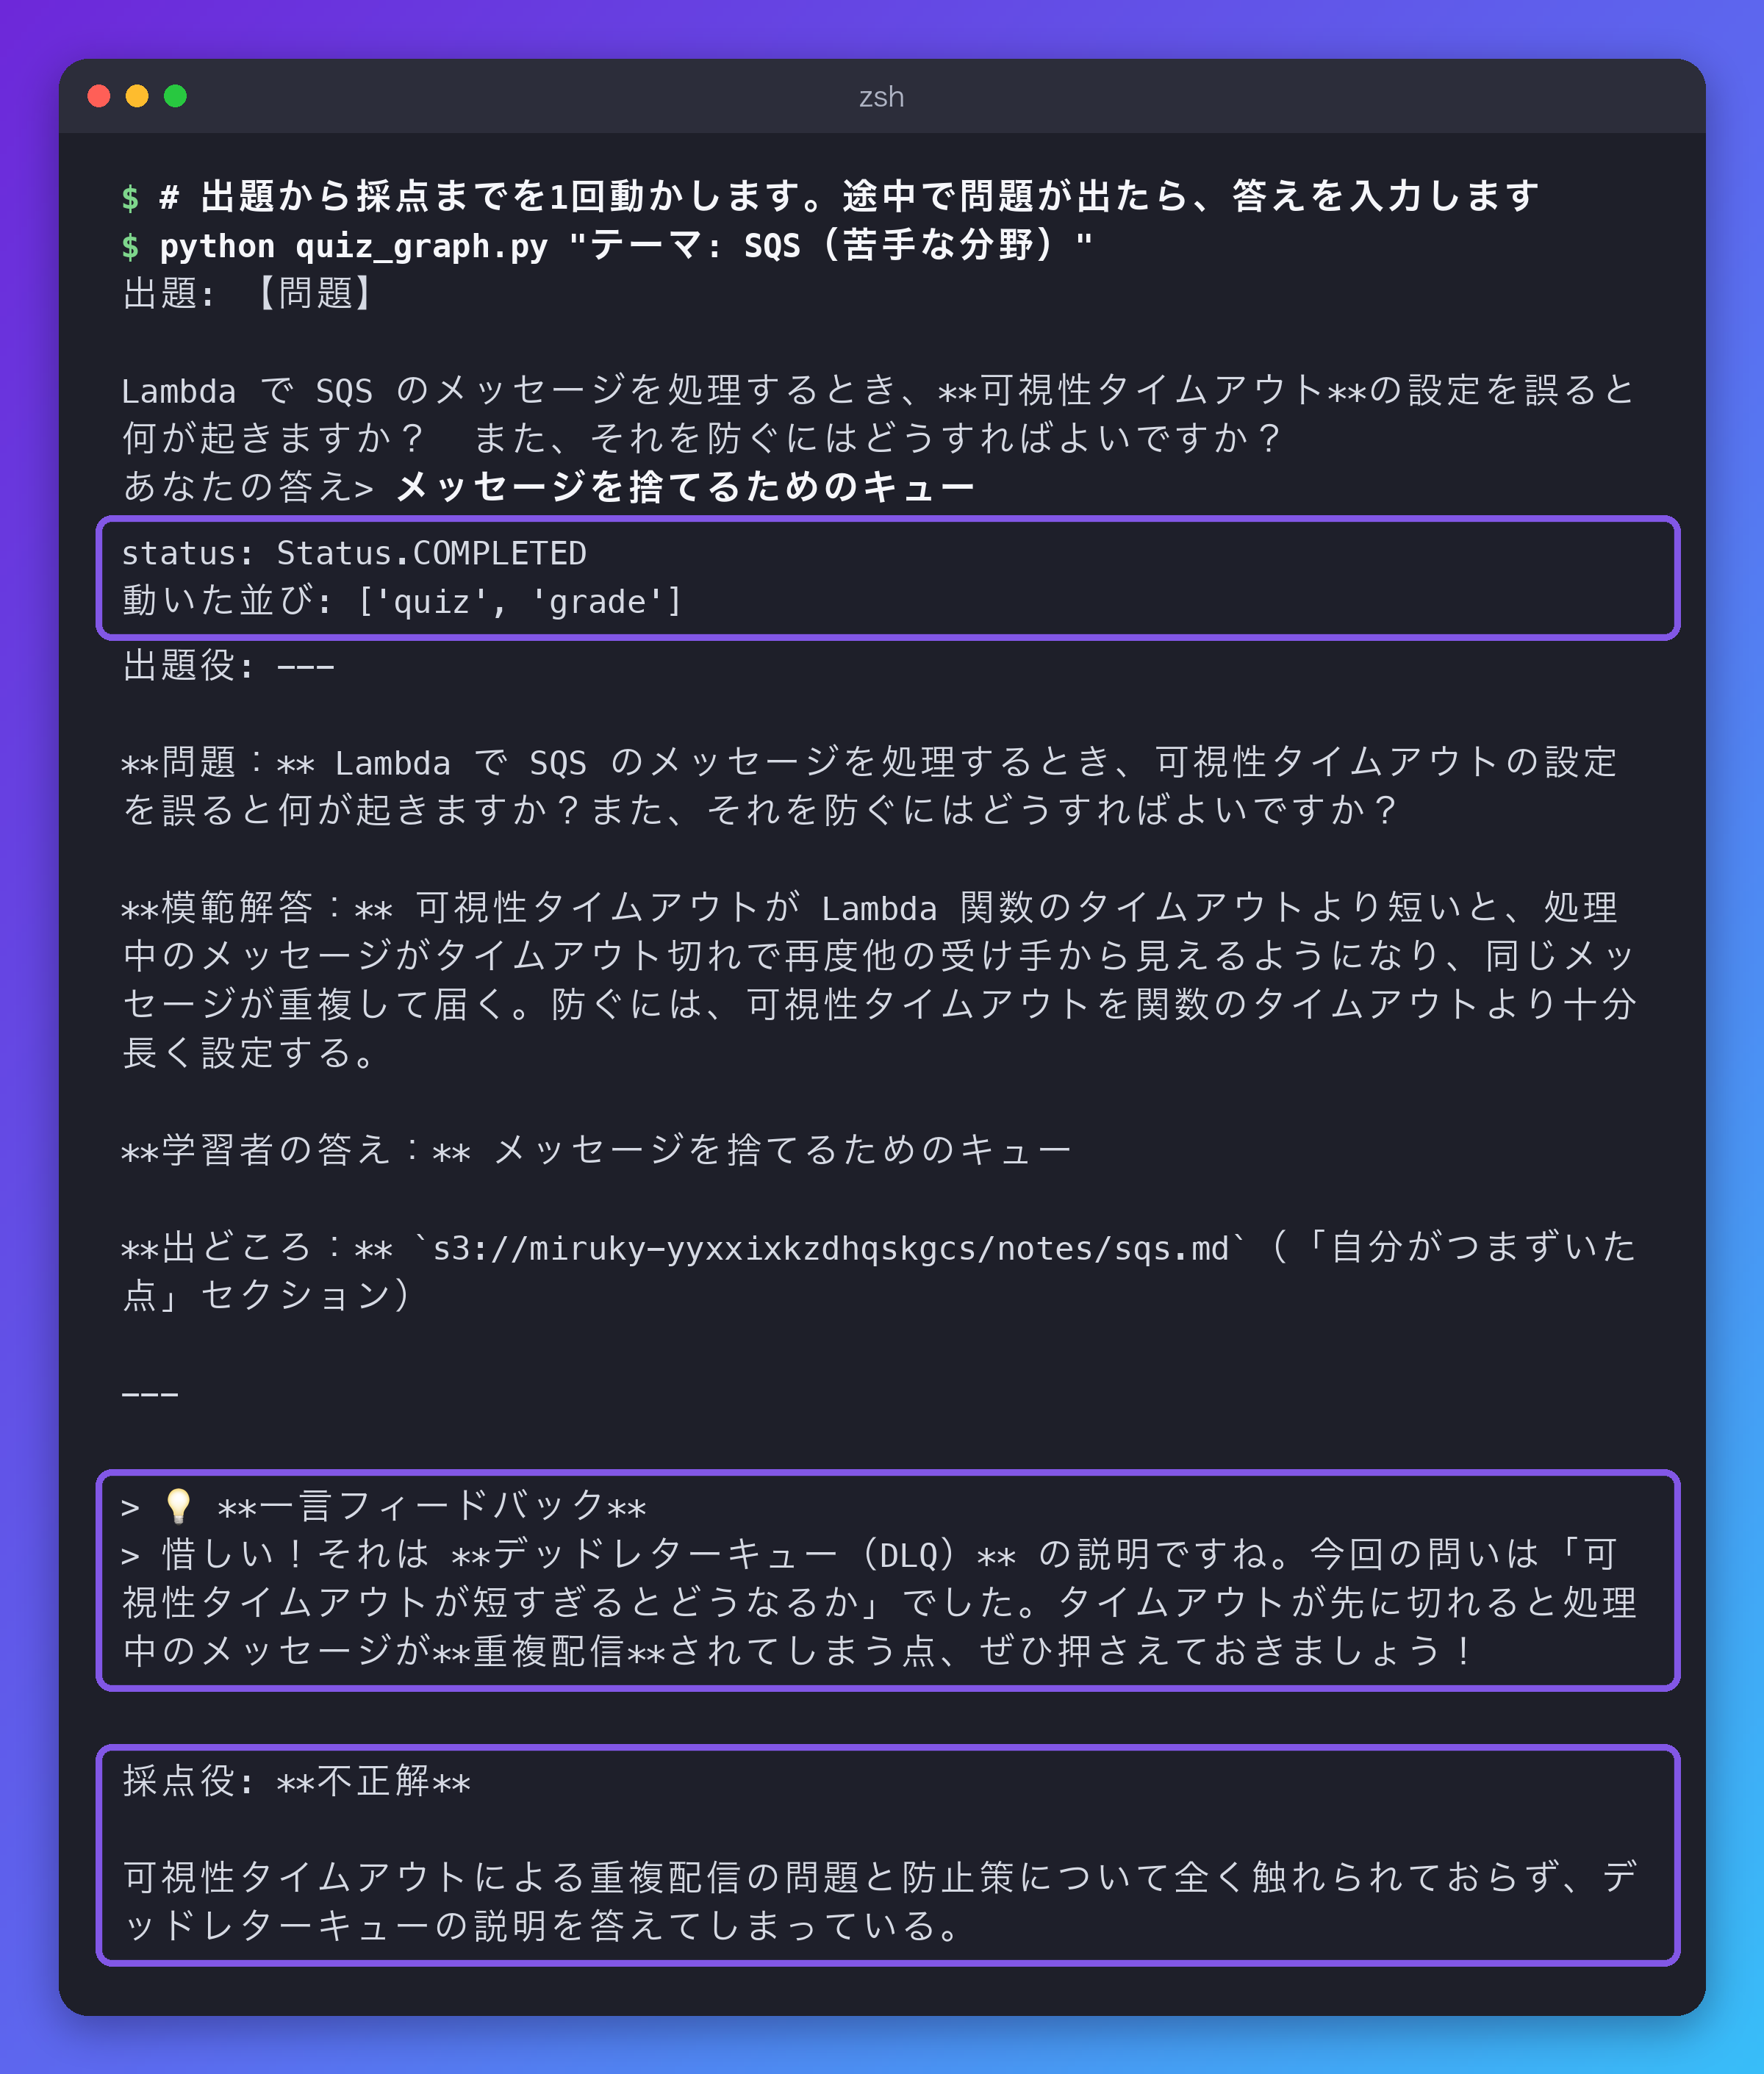 zsh
$ # 出題から採点までを1回動かします。途中で問題が出たら、答えを入力します
$ python quiz_graph.py "テーマ: SQS（苦手な分野）"
出題: 【問題】
Lambda で SQS のメッセージを処理するとき、**可視性タイムアウト**の設定を誤ると
何が起きますか？　また、それを防ぐにはどうすればよいですか？
あなたの答え> メッセージを捨てるためのキュー
status: Status.COMPLETED
動いた並び: ['quiz', 'grade']
出題役: ---
**問題：** Lambda で SQS のメッセージを処理するとき、可視性タイムアウトの設定
を誤ると何が起きますか？また、それを防ぐにはどうすればよいですか？
**模範解答：** 可視性タイムアウトが Lambda 関数のタイムアウトより短いと、処理
中のメッセージがタイムアウト切れで再度他の受け手から見えるようになり、同じメッ
セージが重複して届く。防ぐには、可視性タイムアウトを関数のタイムアウトより十分
長く設定する。
**学習者の答え：** メッセージを捨てるためのキュー
**出どころ：** `s3://miruky-yyxxixkzdhqskgcs/notes/sqs.md`（「自分がつまずいた
点」セクション）
---
> 💡 **一言フィードバック**
> 惜しい！それは **デッドレターキュー（DLQ）** の説明ですね。今回の問いは「可
視性タイムアウトが短すぎるとどうなるか」でした。タイムアウトが先に切れると処理
中のメッセージが**重複配信**されてしまう点、ぜひ押さえておきましょう！
採点役: **不正解**
可視性タイムアウトによる重複配信の問題と防止策について全く触れられておらず、デ
ッドレターキューの説明を答えてしまっている。